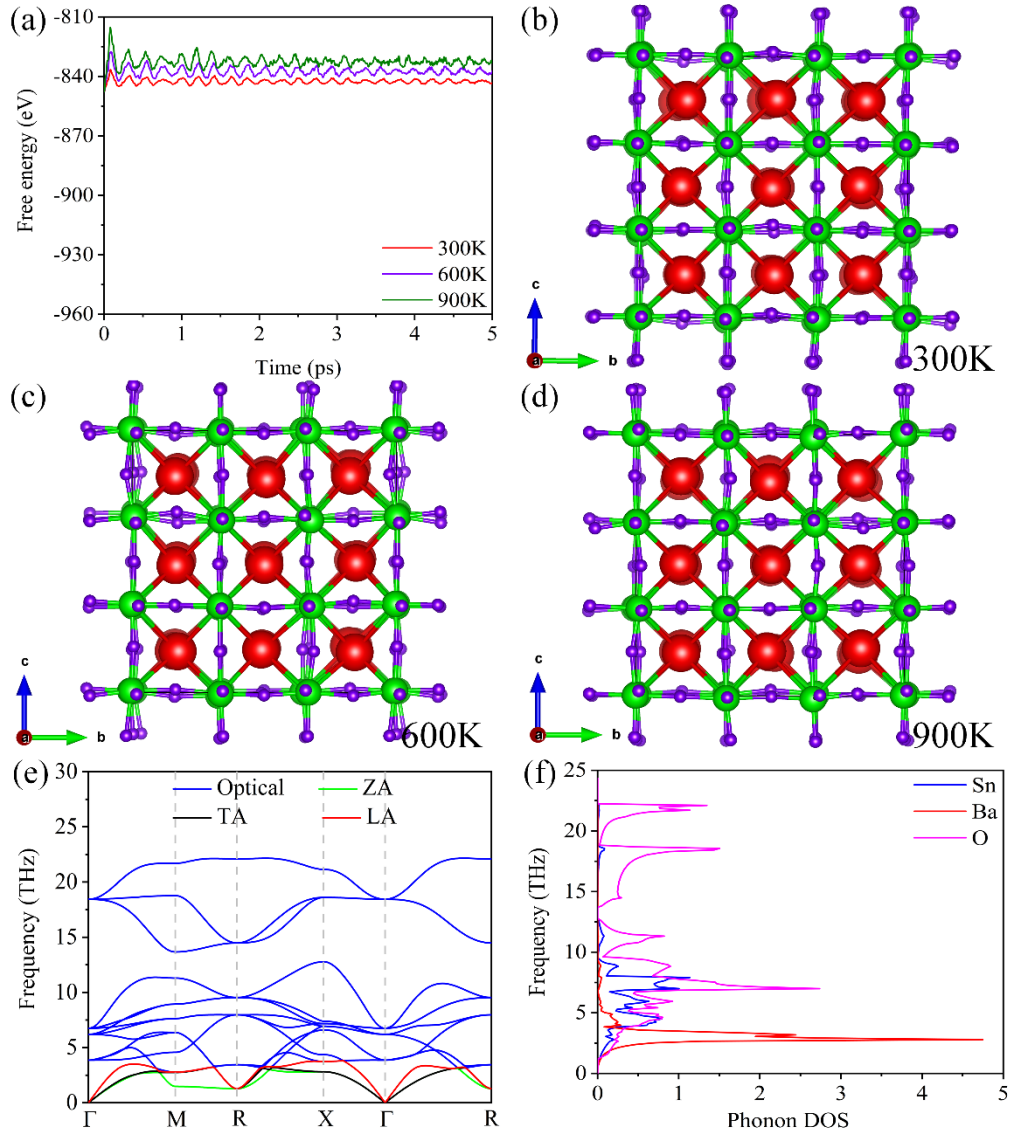 (a)
-810
-840
-870
-900
-930
-960
Free energy (eV)
300K
600K
900K
0 1 2 3 4 5
Time (ps)
(b)
c
a b
300K
(c)
c
a b
600K
(d)
c
a b
900K
(e)
30
25
20
15
10
5
0
Frequency (THz)
Optical ZA
TA LA
Γ M R X Γ R
(f)
25
20
15
10
5
0
Frequency (THz)
Sn
Ba
O
0 1 2 3 4 5
Phonon DOS